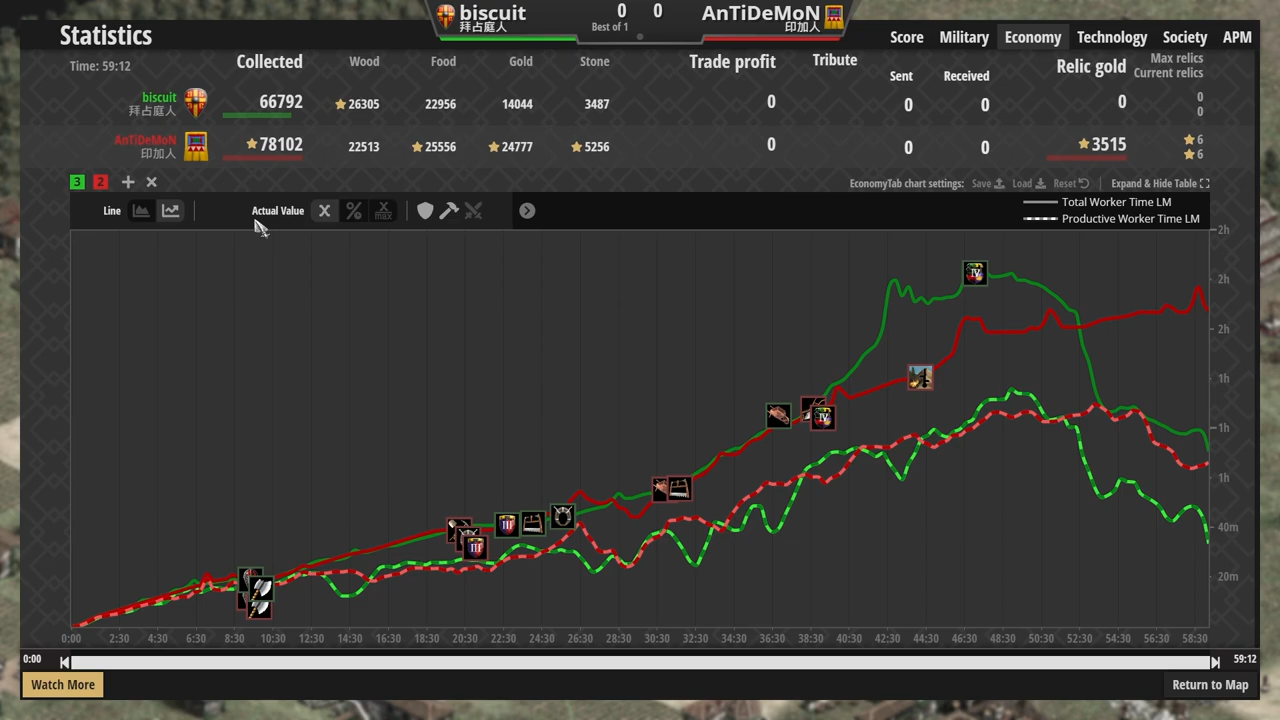 biscuit 0 0 AnTiDeMoN
拜占庭人 Best of 1 印加人
Statistics
Score Military Economy Technology Society APM
Time: 59:12
Collected Wood Food Gold Stone Trade profit Tribute Sent Received Relic gold Max relics
Current relics
biscuit 66792 26305 22956 14044 3487 0 0 0 0 0
拜占庭人 0
AnTiDeMoN 78102 22513 25556 24777 5256 0 0 0 3515 6
印加人 6
3 2 EconomyTab chart settings: Save Load Reset Expand & Hide Table
Line Actual Value X % X max
Total Worker Time LM
Productive Worker Time LM
2h
2h
2h
1h
1h
1h
40m
20m
IV
IV
III
III
0:00 2:30 4:30 6:30 8:30 10:30 12:30 14:30 16:30 18:30 20:30 22:30 24:30 26:30 28:30 30:30 32:30 34:30 36:30 38:30 40:30 42:30 44:30 46:30 48:30 50:30 52:30 54:30 56:30 58:30
0:00 59:12
Watch More Return to Map